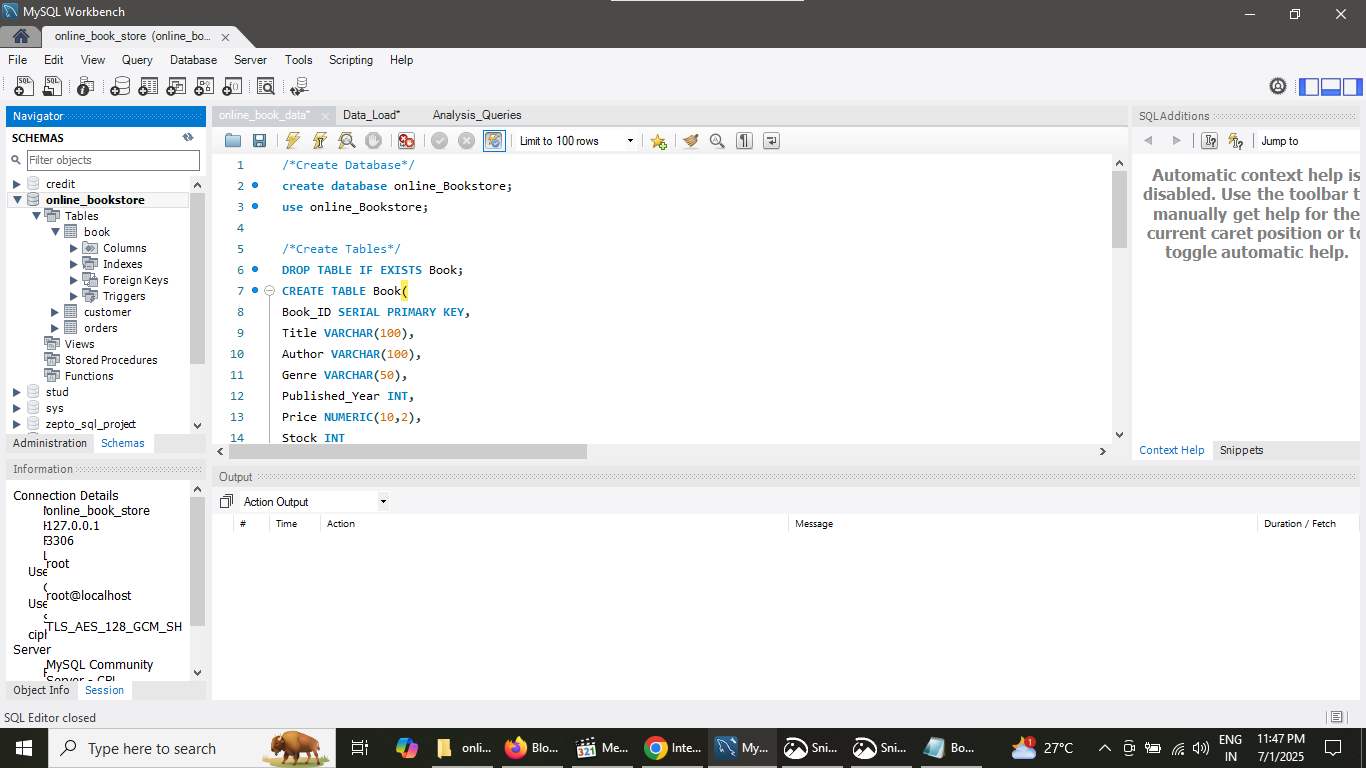 MySQL Workbench
online_book_store (online_bo...
File Edit View Query Database Server Tools Scripting Help
Navigator
SCHEMAS
Filter objects
credit
online_bookstore
Tables
book
Columns
Indexes
Foreign Keys
Triggers
customer
orders
Views
Stored Procedures
Functions
stud
sys
zepto_sql_project
Administration Schemas
Information
Connection Details
online_book_store
127.0.0.1
3306
root
Use
root@localhost
Use
TLS_AES_128_GCM_SH
Server
MySQL Community
Object Info Session
online_book_data* Data_Load* Analysis_Queries
Limit to 100 rows
1 /*Create Database*/
2 create database online_Bookstore;
3 use online_Bookstore;
4
5 /*Create Tables*/
6 DROP TABLE IF EXISTS Book;
7 CREATE TABLE Book(
8 Book_ID SERIAL PRIMARY KEY,
9 Title VARCHAR(100),
10 Author VARCHAR(100),
11 Genre VARCHAR(50),
12 Published_Year INT,
13 Price NUMERIC(10,2),
14 Stock INT
SQL Additions
Jump to
Automatic context help is
disabled. Use the toolbar t
manually get help for the
current caret position or to
toggle automatic help.
Context Help Snippets
Output
Action Output
# Time Action Message Duration / Fetch
SQL Editor closed
Type here to search
onli... Blo... Me... Inte... My... Sni... Sni... Bo...
27°C
ENG
IN
11:47 PM
7/1/2025